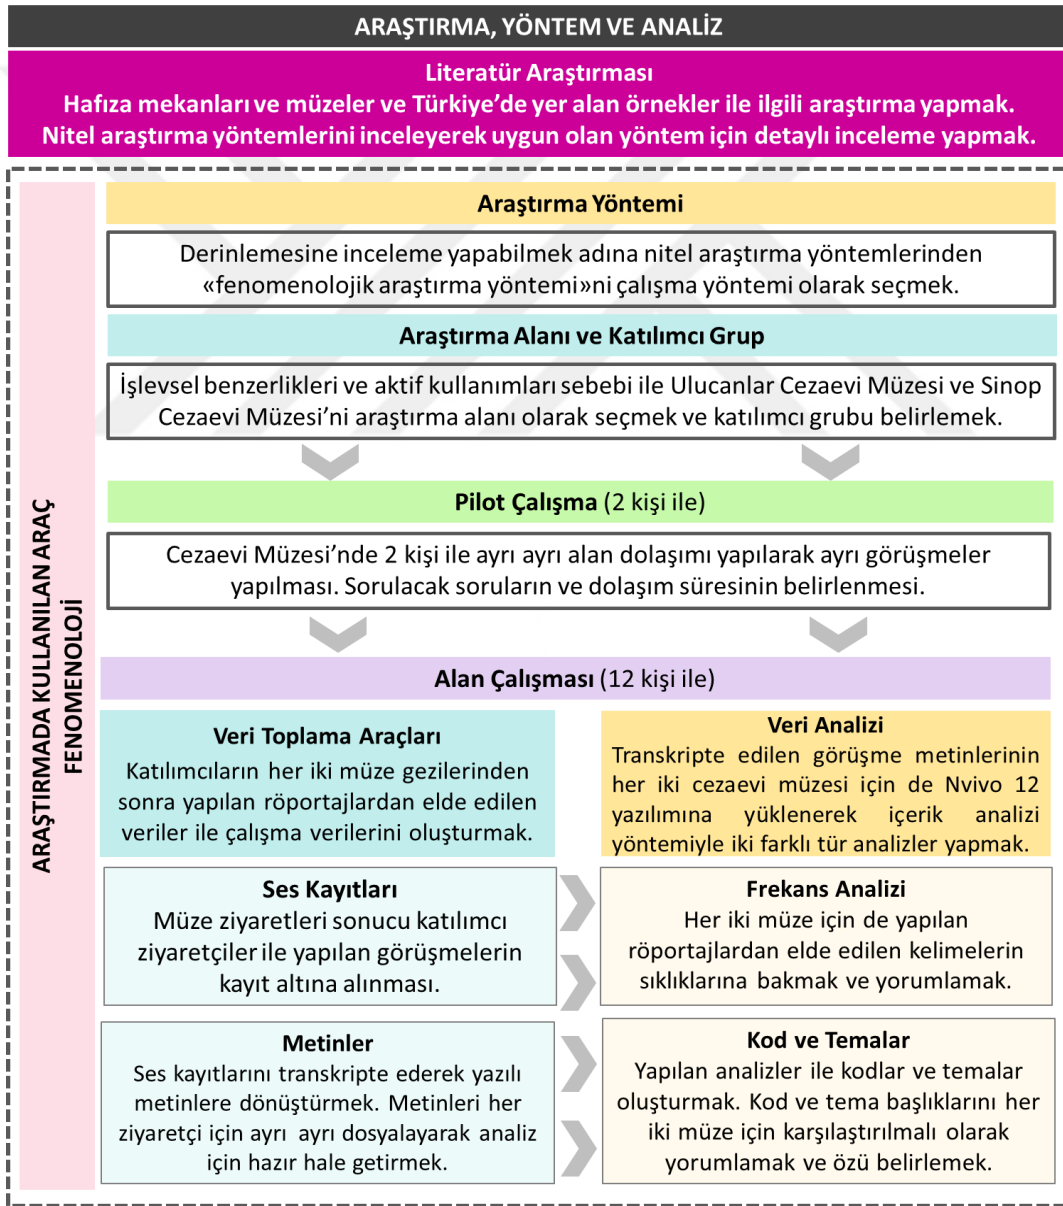 ARAŞTIRMA, YÖNTEM VE ANALİZ
Literatür Araştırması
Hafıza mekanları ve müzeler ve Türkiye’de yer alan örnekler ile ilgili araştırma yapmak.
Nitel araştırma yöntemlerini inceleyerek uygun olan yöntem için detaylı inceleme yapmak.
ARAŞTIRMADA KULLANILAN ARAÇ
FENOMENOLOJİ
Araştırma Yöntemi
Derinlemesine inceleme yapabilmek adına nitel araştırma yöntemlerinden
«fenomenolojik araştırma yöntemi»ni çalışma yöntemi olarak seçmek.
Araştırma Alanı ve Katılımcı Grup
İşlevsel benzerlikleri ve aktif kullanımları sebebi ile Ulucanlar Cezaevi Müzesi ve Sinop
Cezaevi Müzesi’ni araştırma alanı olarak seçmek ve katılımcı grubu belirlemek.
Pilot Çalışma (2 kişi ile)
Cezaevi Müzesi’nde 2 kişi ile ayrı ayrı alan dolaşımı yapılarak ayrı görüşmeler
yapılması. Sorulacak soruların ve dolaşım süresinin belirlenmesi.
Alan Çalışması (12 kişi ile)
Veri Toplama Araçları
Katılımcıların her iki müze gezilerinden
sonra yapılan röportajlardan elde edilen
veriler ile çalışma verilerini oluşturmak.
Veri Analizi
Transkripte edilen görüşme metinlerinin
her iki cezaevi müzesi için de Nvivo 12
yazılımına yüklenerek içerik analizi
yöntemiyle iki farklı tür analizler yapmak.
Ses Kayıtları
Müze ziyaretleri sonucu katılımcı
ziyaretçiler ile yapılan görüşmelerin
kayıt altına alınması.
Frekans Analizi
Her iki müze için de yapılan
röportajlardan elde edilen kelimelerin
sıklıklarına bakmak ve yorumlamak.
Metinler
Ses kayıtlarını transkripte ederek yazılı
metinlere dönüştürmek. Metinleri her
ziyaretçi için ayrı ayrı dosyalayarak analiz
için hazır hale getirmek.
Kod ve Temalar
Yapılan analizler ile kodlar ve temalar
oluşturmak. Kod ve tema başlıklarını her
iki müze için karşılaştırılmalı olarak
yorumlamak ve özü belirlemek.